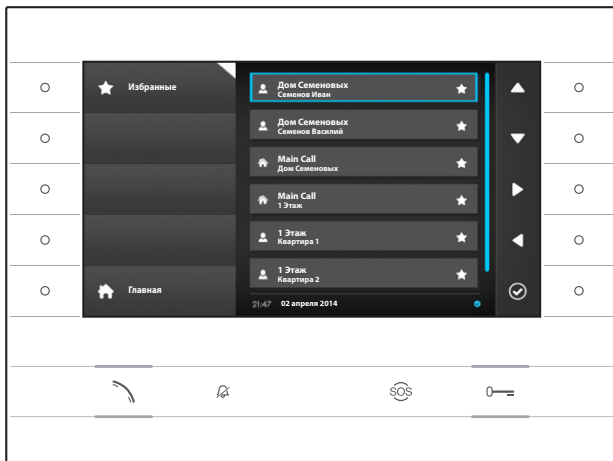 Избранные
Дом Семеновых
Семенов Иван
Дом Семеновых
Семенов Василий
Main Call
Дом Семеновых
Main Call
1 Этаж
1 Этаж
Квартира 1
1 Этаж
Квартира 2
Главная
21:47 02 апреля 2014
SOS